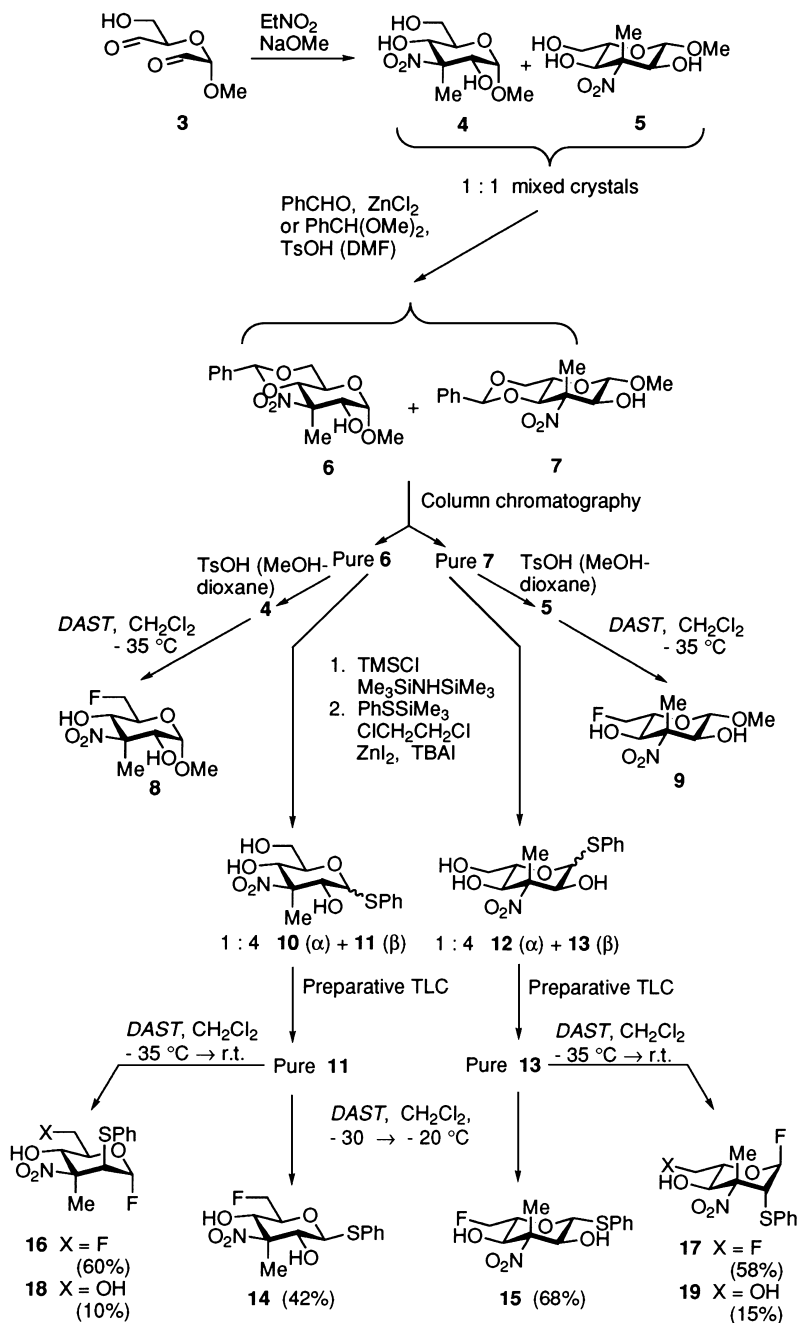 HO
O
O
O
OMe
3
EtNO2
NaOMe
HO
HO
O2N
O
Me
HO
OMe
4
+
HO
HO
Me
O
OMe
OH
O2N
5
1 : 1 mixed crystals
PhCHO, ZnCl2
or PhCH(OMe)2,
TsOH (DMF)
Ph
O
O
O2N
O
Me
HO
OMe
6
+
Ph
O
O
Me
O
OMe
OH
O2N
7
Column chromatography
Pure 6
Pure 7
TsOH (MeOH-
dioxane)
4
TsOH (MeOH-
dioxane)
5
DAST, CH2Cl2
- 35 °C
DAST, CH2Cl2
- 35 °C
1. TMSCl
Me3SiNHSiMe3
2. PhSSiMe3
ClCH2CH2Cl
ZnI2, TBAI
F
HO
O2N
O
Me
HO
OMe
8
F
HO
Me
O
OMe
OH
O2N
9
HO
HO
O2N
O
Me
HO
SPh
1 : 4 10 (α) + 11 (β)
HO
HO
Me
O
SPh
OH
O2N
1 : 4 12 (α) + 13 (β)
Preparative TLC
Preparative TLC
DAST, CH2Cl2
- 35 °C → r.t.
Pure 11
Pure 13
DAST, CH2Cl2
- 35 °C → r.t.
DAST, CH2Cl2,
- 30 → - 20 °C
X
SPh
HO
O2N
O
Me
F
16 X = F
(60%)
18 X = OH
(10%)
F
HO
O2N
O
SPh
Me
HO
14 (42%)
F
HO
Me
O
SPh
OH
O2N
15 (68%)
F
X
HO
Me
O
O2N
SPh
17 X = F
(58%)
19 X = OH
(15%)